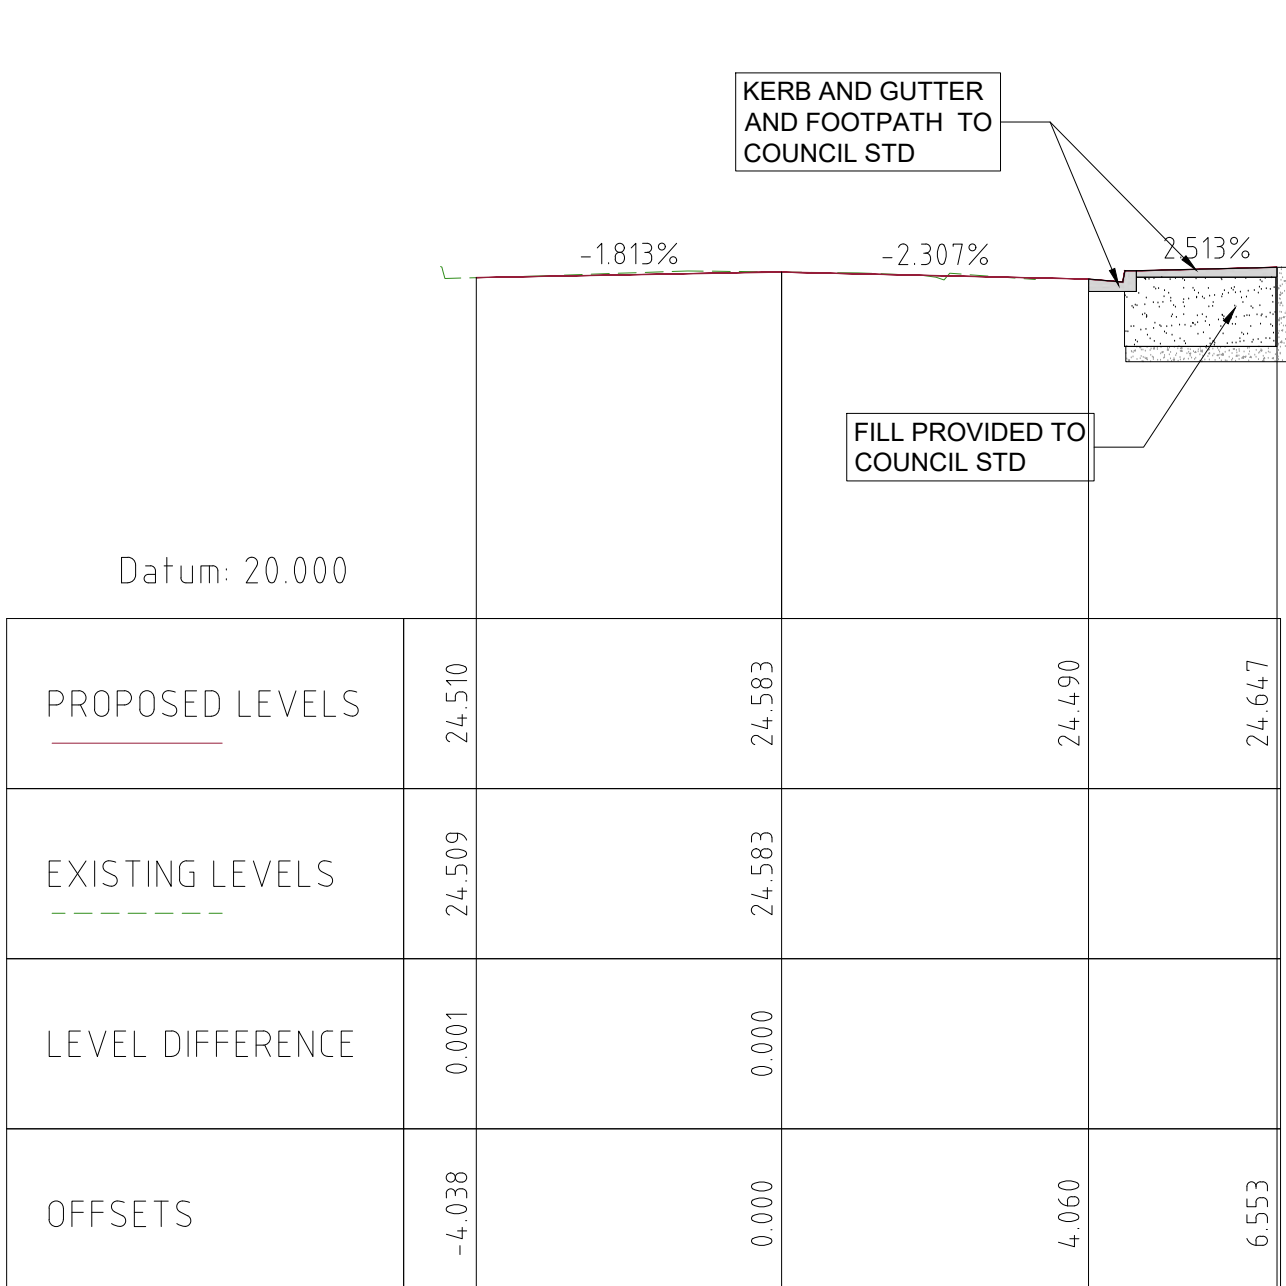 KERB AND GUTTER
AND FOOTPATH TO
COUNCIL STD
-1.813%
-2.307%
2.513%
FILL PROVIDED TO
COUNCIL STD
Datum: 20.000
PROPOSED LEVELS
24.510
24.583
24.490
24.647
EXISTING LEVELS
24.509
24.583
LEVEL DIFFERENCE
0.001
0.000
OFFSETS
-4.038
0.000
4.060
6.553